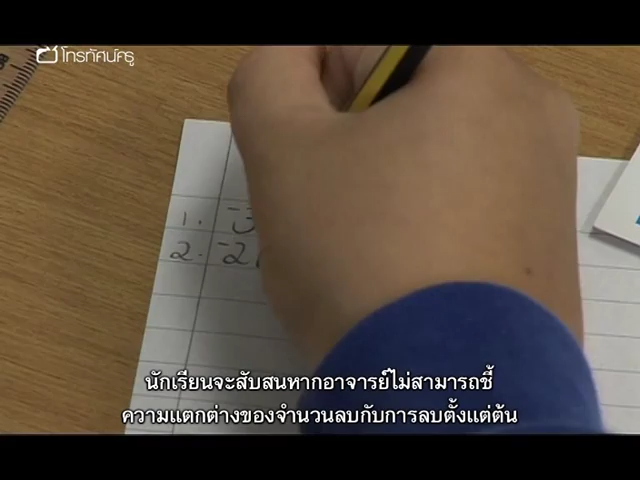 โทรทัศน์ครู
1. ⁻3
2. ⁻2
นักเรียนจะสับสนหากอาจารย์ไม่สามารถชี้
ความแตกต่างของจำนวนลบกับการลบตั้งแต่ต้น